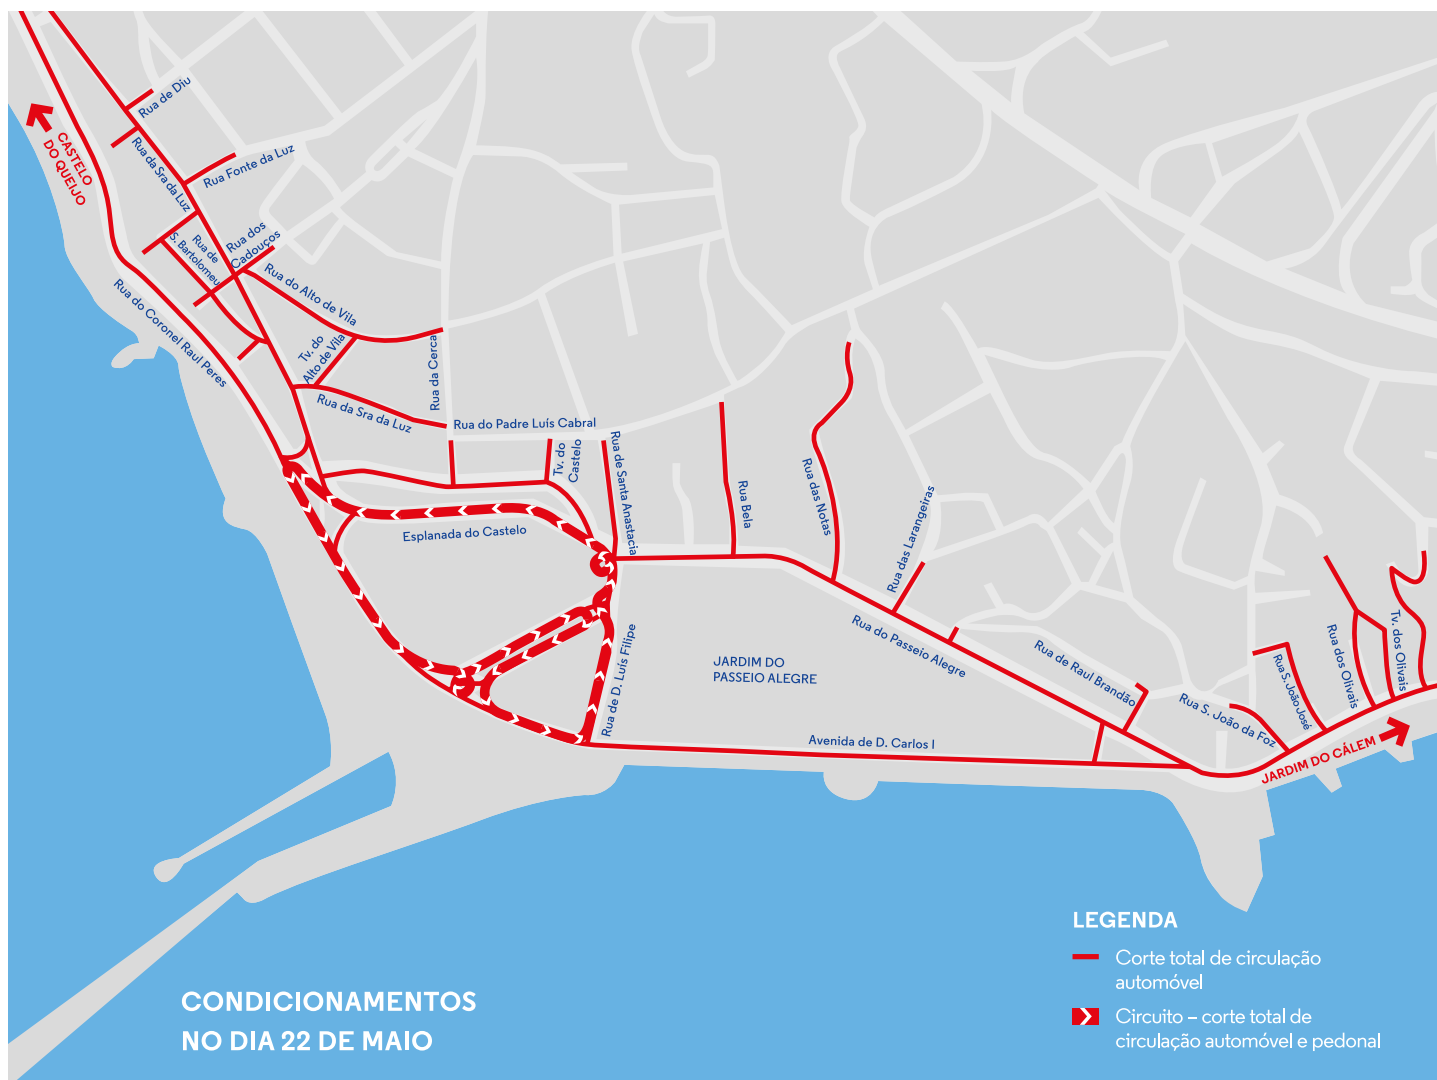 Rua de Diu
CASTELO
DO QUEIJO
Rua da Sra da Luz
Rua Fonte da Luz
S. Bartolomeu
Rua de
Rua dos
Cadouços
Rua do Alto de Vila
Rua do Coronel Raul Peres
Tv. do
Alto de Vila
Rua da Cerca
Rua da Sra da Luz
Rua do Padre Luís Cabral
Tv. do
Castelo
Rua de Santa Anastacia
Rua Bela
Rua das Notas
Rua das Larangeiras
Esplanada do Castelo
Rua de D. Luís Filipe
JARDIM DO
PASSEIO ALEGRE
Rua do Passeio Alegre
Rua de Raul Brandão
Rua S. João da Foz
Rua S. João José
Rua dos Olivais
Tv. dos Olivais
Avenida de D. Carlos I
JARDIM DO CÁLEM
LEGENDA
Corte total de circulação
automóvel
Circuito – corte total de
circulação automóvel e pedonal
CONDICIONAMENTOS
NO DIA 22 DE MAIO